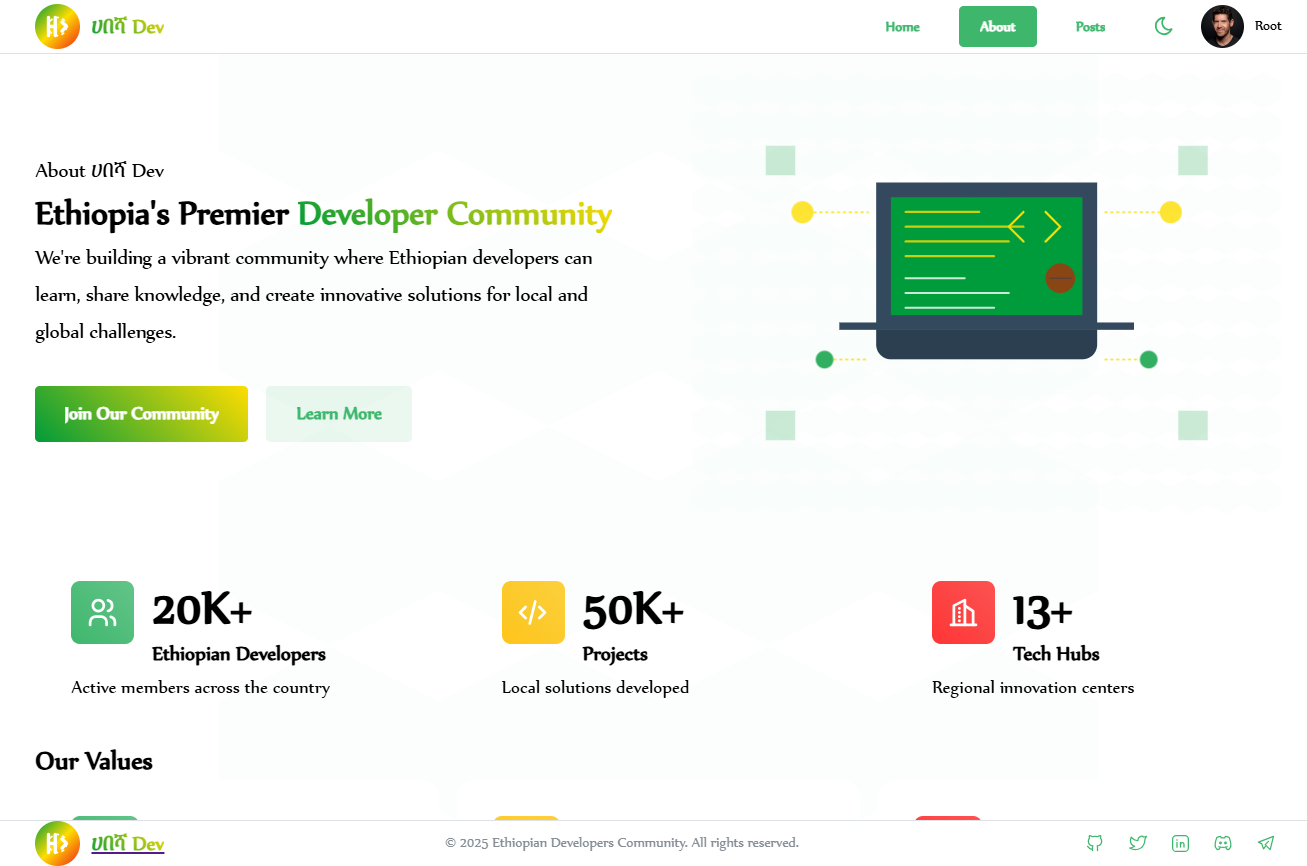 ሀበሻ Dev
Home
About
Posts
Root
About ሀበሻ Dev
Ethiopia's Premier Developer Community
We're building a vibrant community where Ethiopian developers can
learn, share knowledge, and create innovative solutions for local and
global challenges.
Join Our Community
Learn More
20K+
Ethiopian Developers
Active members across the country
50K+
Projects
Local solutions developed
13+
Tech Hubs
Regional innovation centers
Our Values
ሀበሻ Dev
© 2025 Ethiopian Developers Community. All rights reserved.